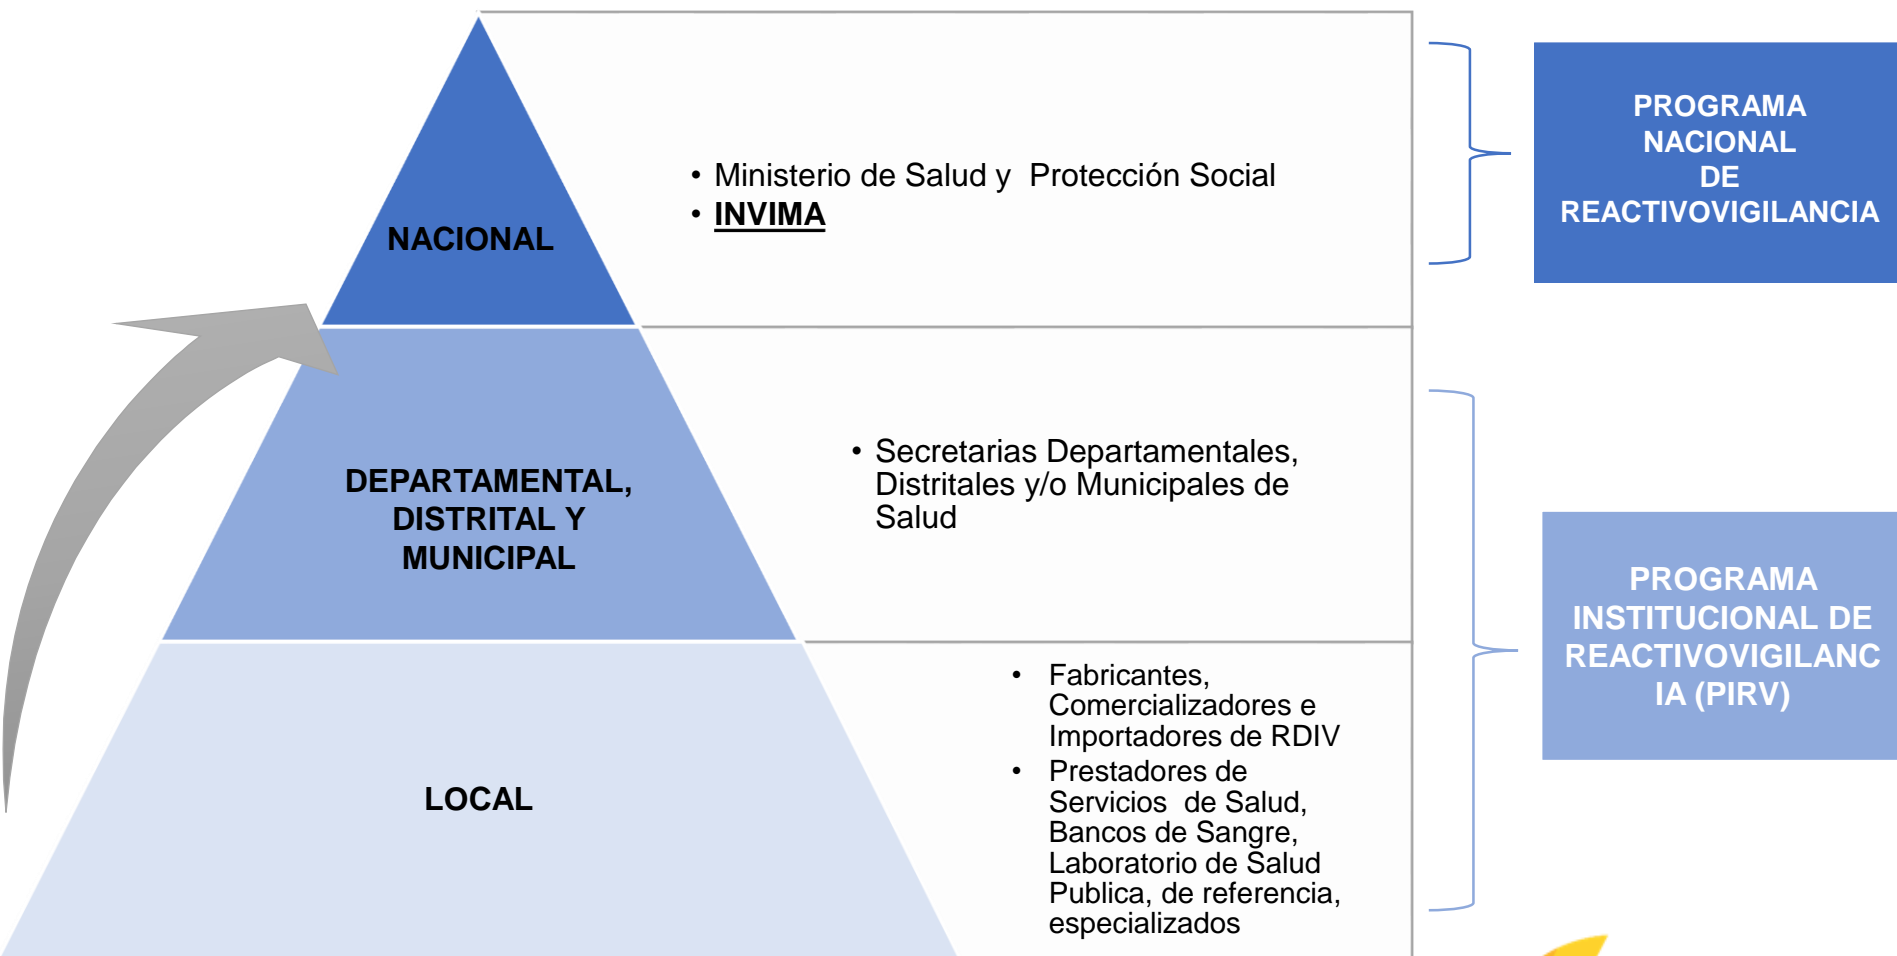 NACIONAL
• Ministerio de Salud y  Protección Social
• INVIMA
PROGRAMA
NACIONAL
DE
REACTIVOVIGILANCIA
DEPARTAMENTAL,
DISTRITAL Y
MUNICIPAL
• Secretarias Departamentales,
Distritales y/o Municipales de
Salud
PROGRAMA
INSTITUCIONAL DE
REACTIVOVIGILANC
IA (PIRV)
LOCAL
• Fabricantes,
Comercializadores e
Importadores de RDIV
• Prestadores de
Servicios  de Salud,
Bancos de Sangre,
Laboratorio de Salud
Publica, de referencia,
especializados